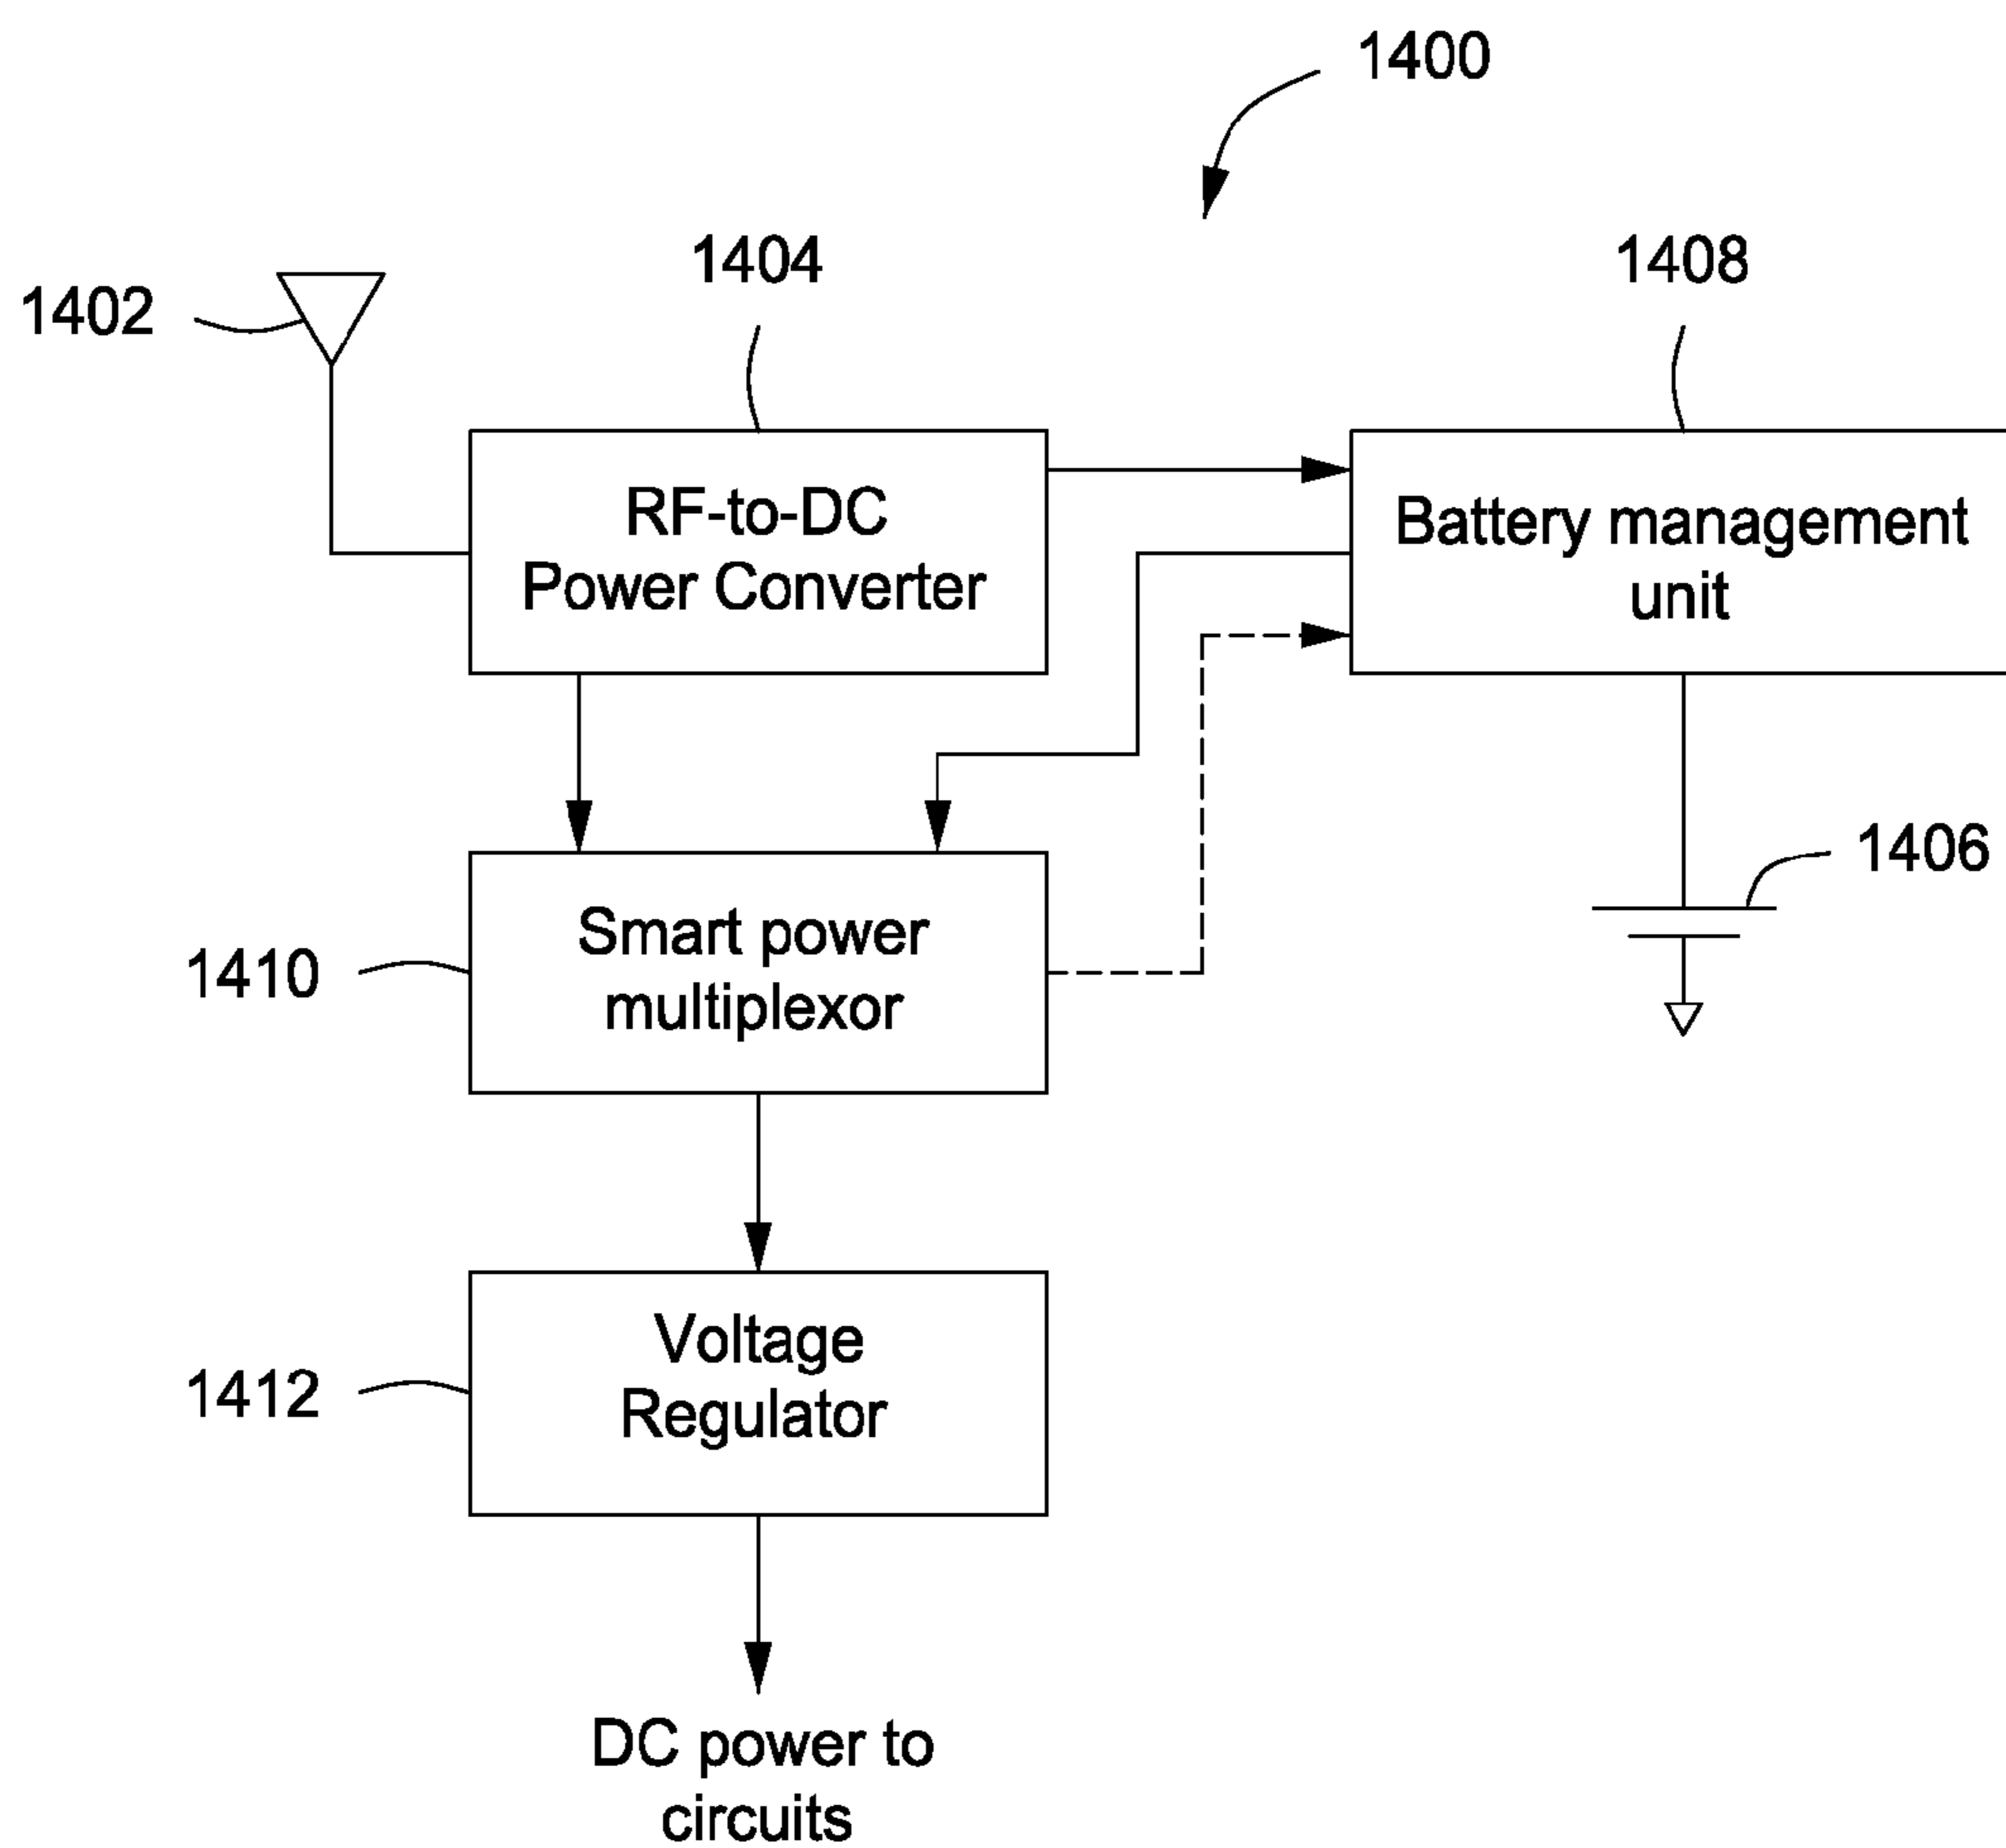 1400
1404
1408
1402
RF-to-DC
Power Converter
Battery management
unit
1406
Smart power
multiplexor
1410
Voltage
Regulator
1412
DC power to
circuits